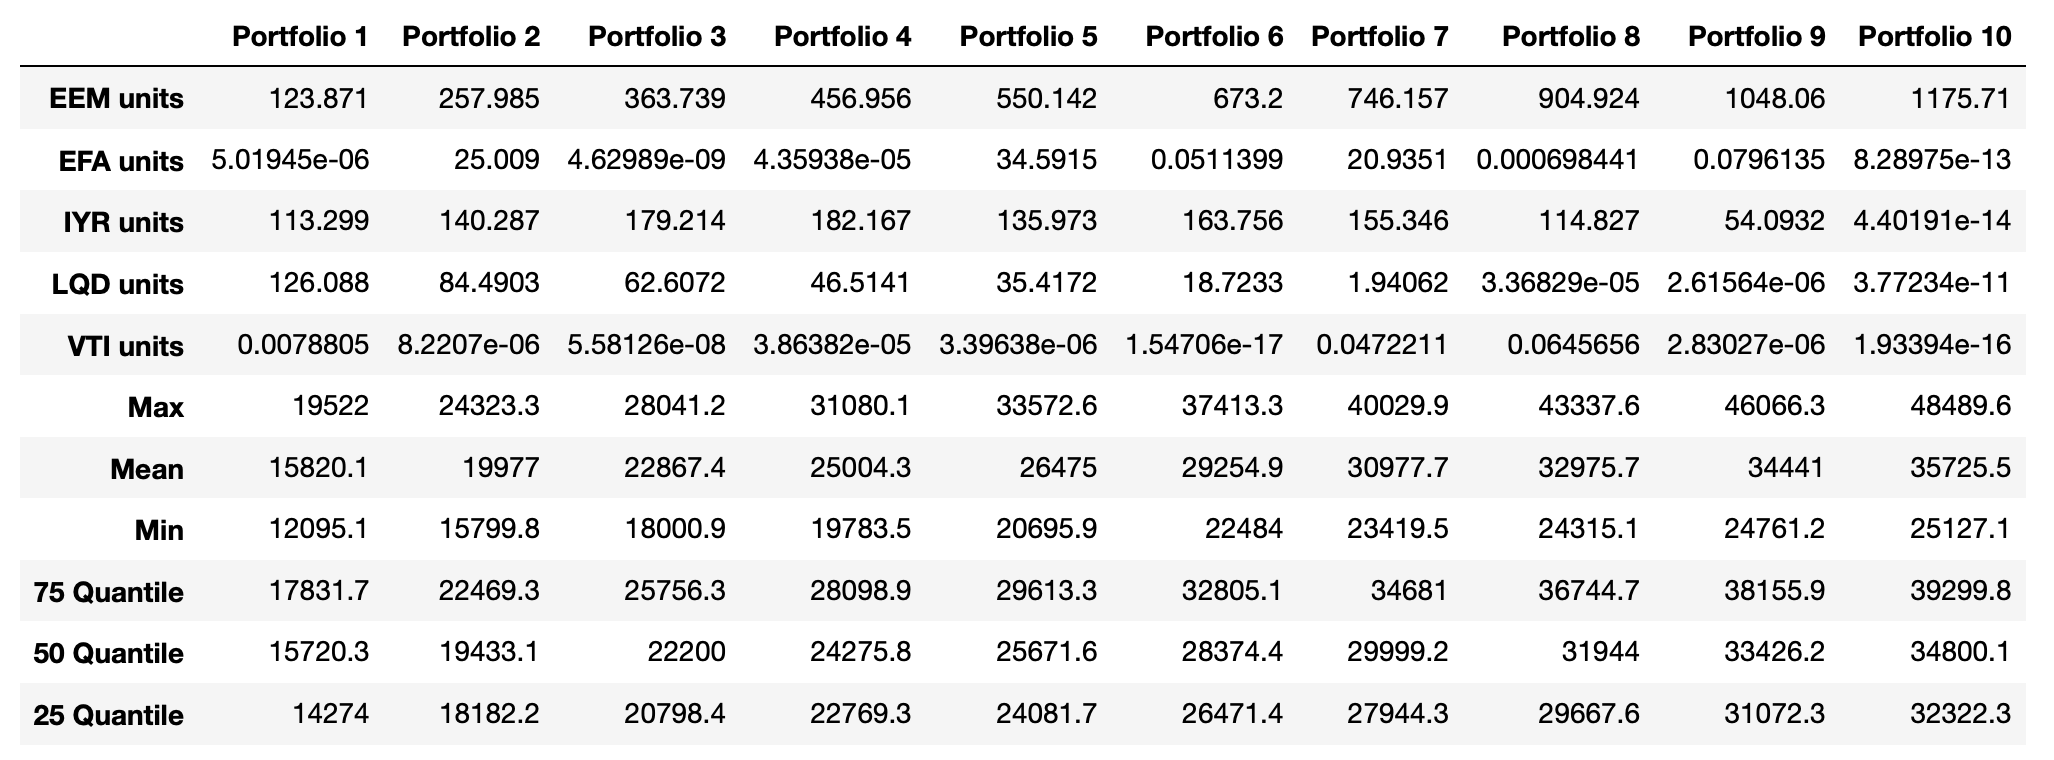 Portfolio 1 Portfolio 2 Portfolio 3 Portfolio 4 Portfolio 5 Portfolio 6 Portfolio 7 Portfolio 8 Portfolio 9 Portfolio 10
EEM units 123.871 257.985 363.739 456.956 550.142 673.2 746.157 904.924 1048.06 1175.71
EFA units 5.01945e-06 25.009 4.62989e-09 4.35938e-05 34.5915 0.0511399 20.9351 0.000698441 0.0796135 8.28975e-13
IYR units 113.299 140.287 179.214 182.167 135.973 163.756 155.346 114.827 54.0932 4.40191e-14
LQD units 126.088 84.4903 62.6072 46.5141 35.4172 18.7233 1.94062 3.36829e-05 2.61564e-06 3.77234e-11
VTI units 0.0078805 8.2207e-06 5.58126e-08 3.86382e-05 3.39638e-06 1.54706e-17 0.0472211 0.0645656 2.83027e-06 1.93394e-16
Max 19522 24323.3 28041.2 31080.1 33572.6 37413.3 40029.9 43337.6 46066.3 48489.6
Mean 15820.1 19977 22867.4 25004.3 26475 29254.9 30977.7 32975.7 34441 35725.5
Min 12095.1 15799.8 18000.9 19783.5 20695.9 22484 23419.5 24315.1 24761.2 25127.1
75 Quantile 17831.7 22469.3 25756.3 28098.9 29613.3 32805.1 34681 36744.7 38155.9 39299.8
50 Quantile 15720.3 19433.1 22200 24275.8 25671.6 28374.4 29999.2 31944 33426.2 34800.1
25 Quantile 14274 18182.2 20798.4 22769.3 24081.7 26471.4 27944.3 29667.6 31072.3 32322.3